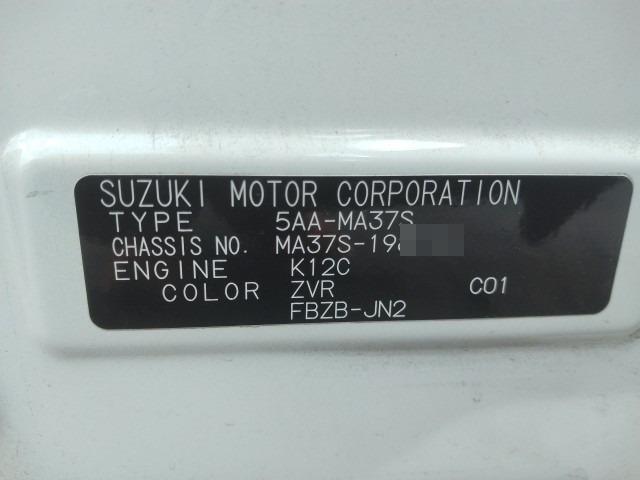 SUZUKI MOTOR CORPORATION
TYPE 5AA-MA37S
CHASSIS NO. MA37S-19
ENGINE K12C
COLOR ZVR C01
FBZB-JN2